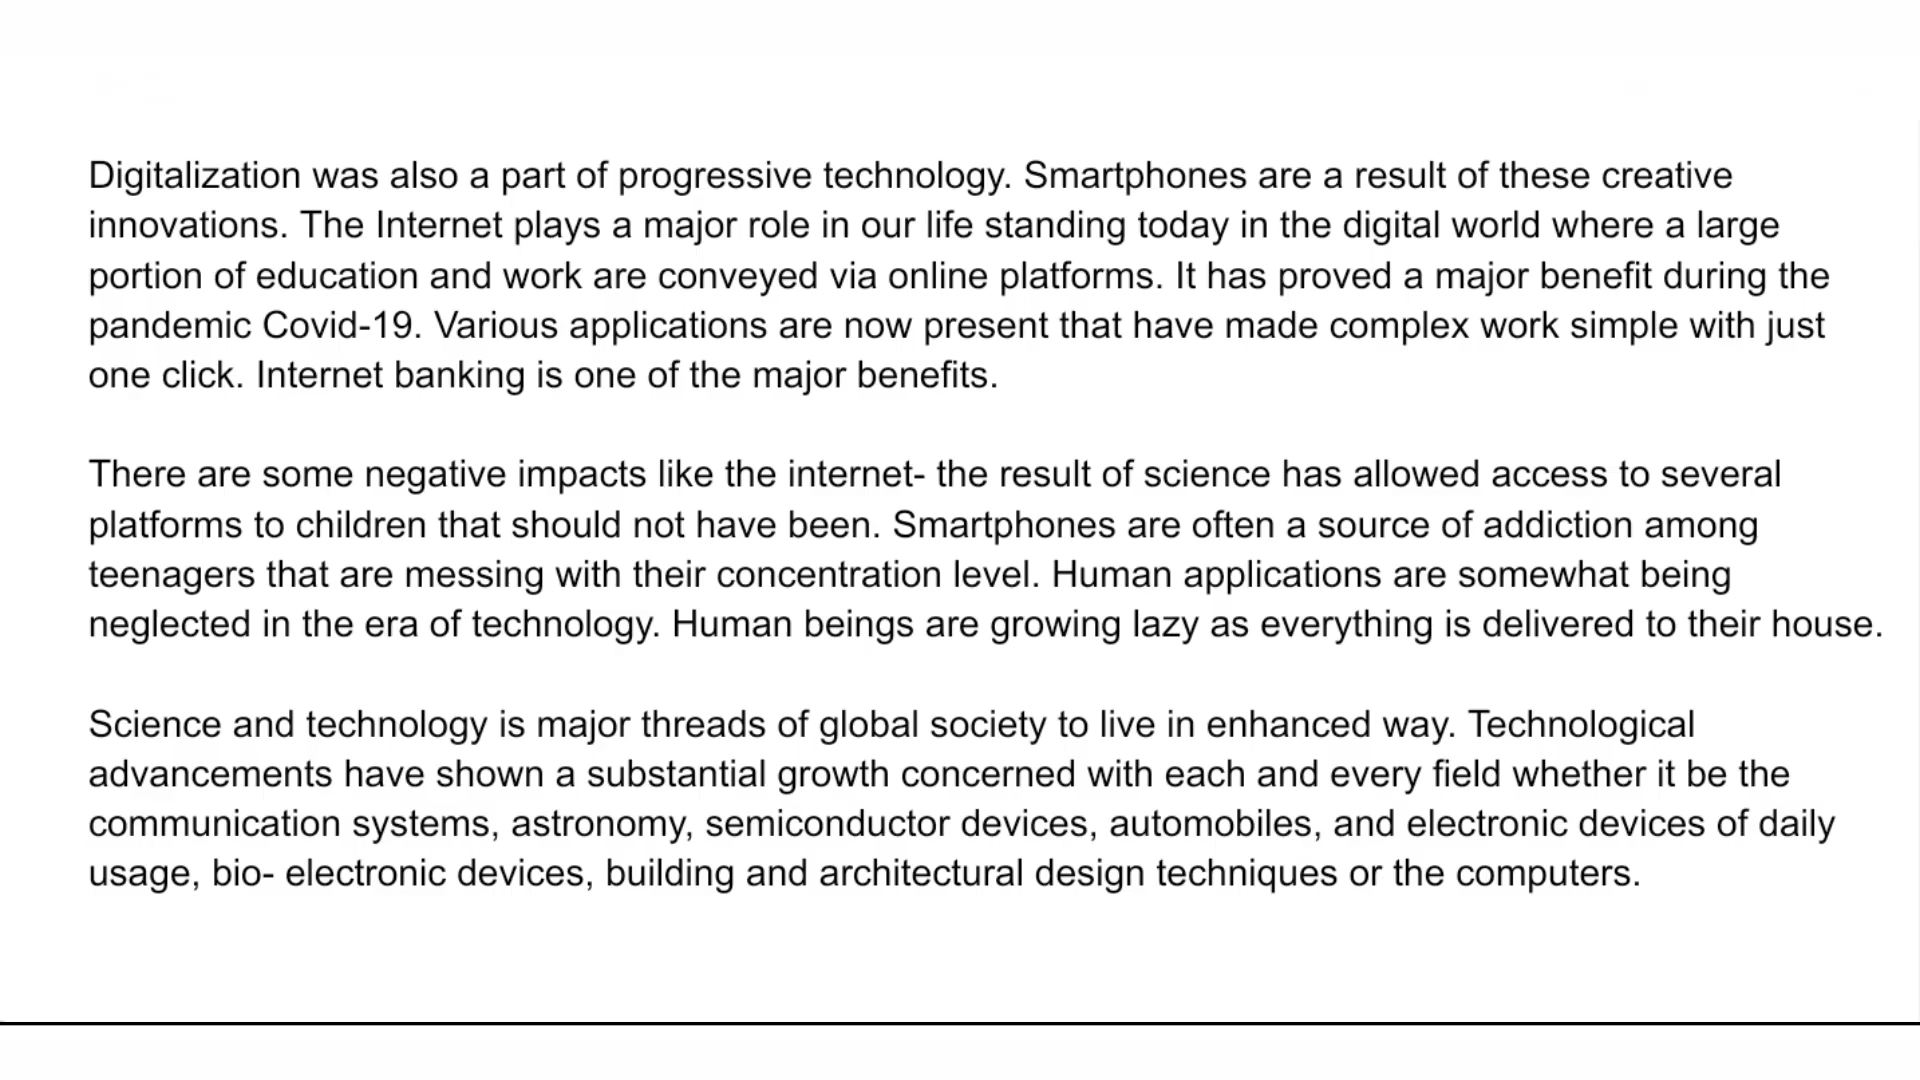 Digitalization was also a part of progressive technology. Smartphones are a result of these creative
innovations. The Internet plays a major role in our life standing today in the digital world where a large
portion of education and work are conveyed via online platforms. It has proved a major benefit during the
pandemic Covid-19. Various applications are now present that have made complex work simple with just
one click. Internet banking is one of the major benefits.
There are some negative impacts like the internet- the result of science has allowed access to several
platforms to children that should not have been. Smartphones are often a source of addiction among
teenagers that are messing with their concentration level. Human applications are somewhat being
neglected in the era of technology. Human beings are growing lazy as everything is delivered to their house.
Science and technology is major threads of global society to live in enhanced way. Technological
advancements have shown a substantial growth concerned with each and every field whether it be the
communication systems, astronomy, semiconductor devices, automobiles, and electronic devices of daily
usage, bio- electronic devices, building and architectural design techniques or the computers.